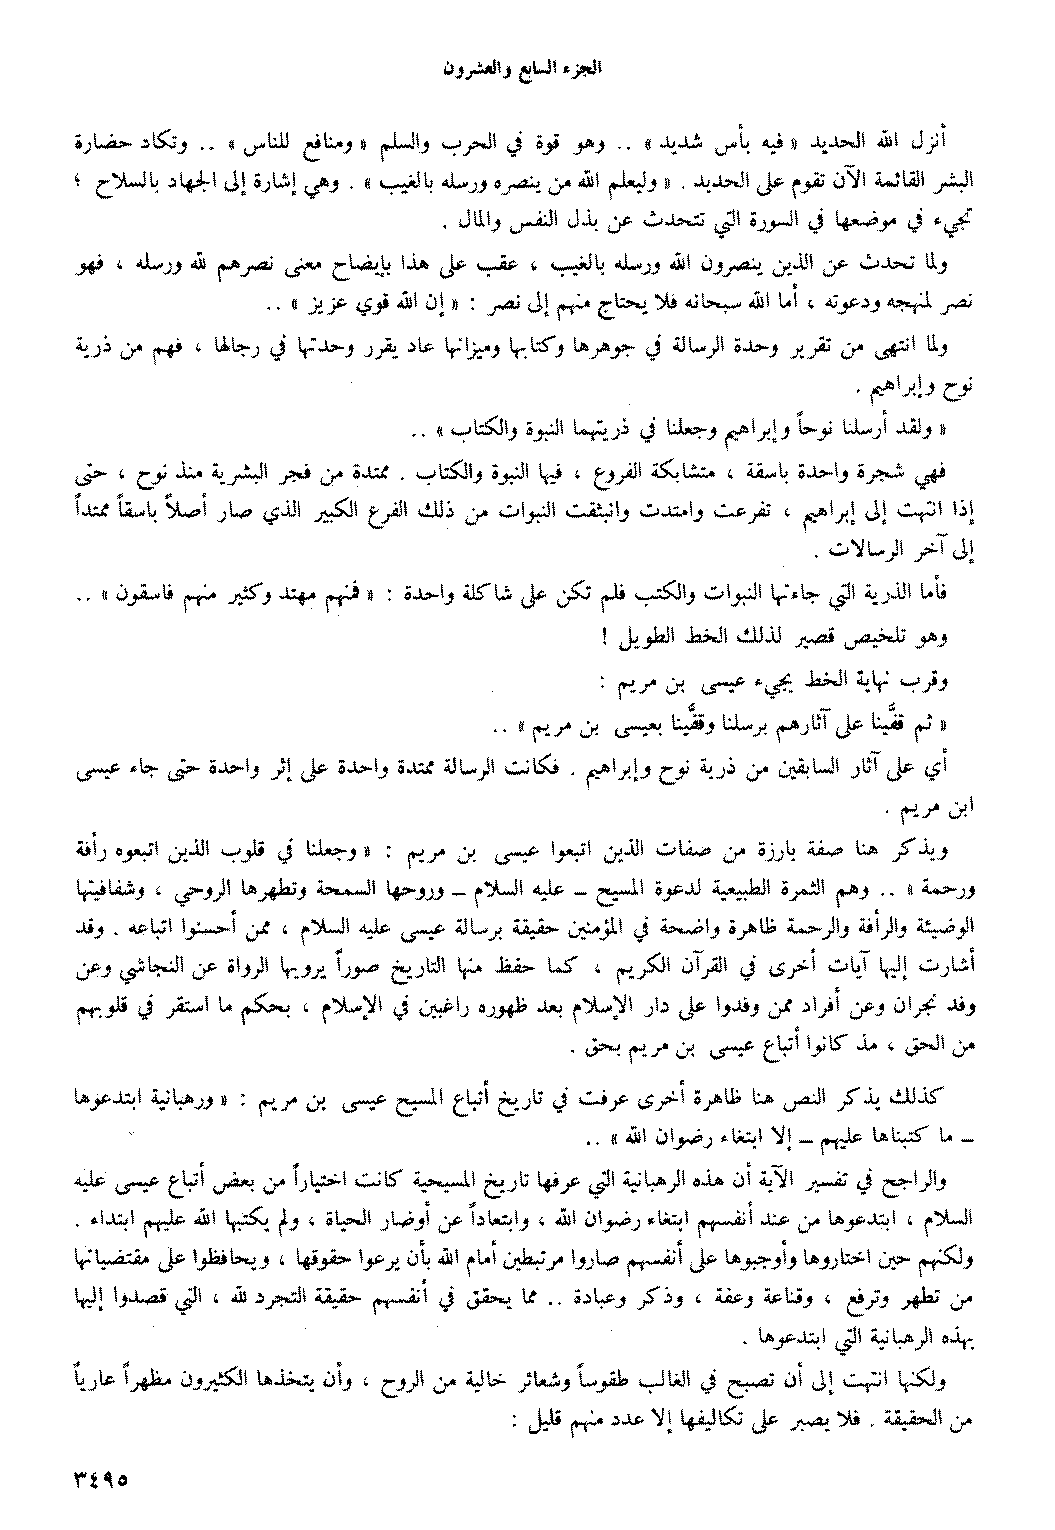 الجزء السابع والعشرون
أنزل الله الحديد « فيه بأس شديد » .. وهو قوة في الحرب والسلم « ومنافع للناس » .. وتكاد حضارة
البشر القائمة الآن تقوم على الحديد . « وليعلم الله من ينصره ورسله بالغيب » . وهي إشارة إلى الجهاد بالسلاح ؛
تجيء في موضعها في السورة التي تتحدث عن بذل النفس والمال .
ولما تحدث عن الذين ينصرون الله ورسله بالغيب ، عقب على هذا بإيضاح معنى نصرهم لله ورسله ، فهو
نصر لمنهجه ودعوته ، أما الله سبحانه فلا يحتاج منهم إلى نصر : « إن الله قوي عزيز » ..
ولما انتهى من تقرير وحدة الرسالة في جوهرها وكتابها وميزانها عاد يقرر وحدتها في رجالها ، فهم من ذرية
نوح وإبراهيم .
« ولقد أرسلنا نوحاً وإبراهيم وجعلنا في ذريتهما النبوة والكتاب » ..
فهي شجرة واحدة باسقة ، متشابكة الفروع ، فيها النبوة والكتاب . ممتدة من فجر البشرية منذ نوح ، حتى
إذا انتهت إلى إبراهيم ، تفرعت وامتدت وانبثقت النبوات من ذلك الفرع الكبير الذي صار أصلاً باسقاً ممتداً
إلى آخر الرسالات .
فأما الذرية التي جاءتها النبوات والكتب فلم تكن على شاكلة واحدة : « فمنهم مهتد وكثير منهم فاسقون » ..
وهو تلخيص قصير لذلك الخط الطويل !
وقرب نهاية الخط يجيء عيسى بن مريم :
« ثم قفَّينا على آثارهم برسلنا وقفَّينا بعيسى بن مريم » ..
أي على آثار السابقين من ذرية نوح وإبراهيم . فكانت الرسالة ممتدة واحدة على إثر واحدة حتى جاء عيسى
ابن مريم .
ويذكر هنا صفة بارزة من صفات الذين اتبعوا عيسى بن مريم : « وجعلنا في قلوب الذين اتبعوه رأفة
ورحمة » .. وهم الثمرة الطبيعية لدعوة المسيح – عليه السلام – وروحها السمحة وتطهرها الروحي ، وشفافيتها
الوضيئة والرأفة والرحمة ظاهرة واضحة في المؤمنين حقيقة برسالة عيسى عليه السلام ، ممن أحسنوا اتباعه . وقد
أشارت إليها آيات أخرى في القرآن الكريم ، كما حفظ منها التاريخ صوراً يرويها الرواة عن النجاشي وعن
وفد نجران وعن أفراد ممن وفدوا على دار الإسلام بعد ظهوره راغبين في الإسلام ، بحكم ما استقر في قلوبهم
من الحق ، مذ كانوا أتباع عيسى بن مريم بحق .
كذلك يذكر النص هنا ظاهرة أخرى عرفت في تاريخ أتباع المسيح عيسى بن مريم : « ورهبانية ابتدعوها
– ما كتبناها عليهم – إلا ابتغاء رضوان الله » ..
والراجح في تفسير الآية أن هذه الرهبانية التي عرفها تاريخ المسيحية كانت اختياراً من بعض أتباع عيسى عليه
السلام ، ابتدعوها من عند أنفسهم ابتغاء رضوان الله ، وابتعاداً عن أوضار الحياة ، ولم يكتبها الله عليهم ابتداء .
ولكنهم حين اختاروها وأوجبوها على أنفسهم صاروا مرتبطين أمام الله بأن يرعوا حقوقها ، ويحافظوا على مقتضياتها
من تطهر وترفع ، وقناعة وعفة ، وذكر وعبادة .. مما يحقق في أنفسهم حقيقة التجرد لله ، التي قصدوا إليها
بهذه الرهبانية التي ابتدعوها .
ولكنها انتهت إلى أن تصبح في الغالب طقوساً وشعائر خالية من الروح ، وأن يتخذها الكثيرون مظهراً عارياً
من الحقيقة . فلا يصبر على تكاليفها إلا عدد منهم قليل :
٣٤٩٥